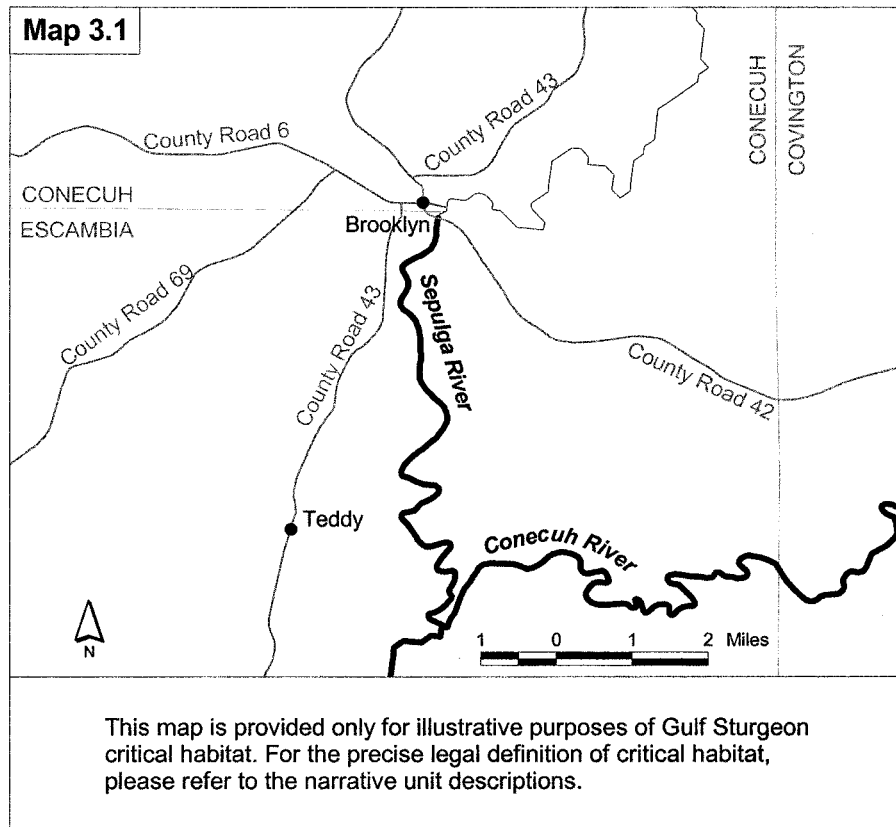 Map 3.1
County Road 6
County Road 43
CONECUH
COVINGTON
CONECUH
ESCAMBIA
Brooklyn
County Road 69
County Road 43
Sepulga River
County Road 42
Teddy
Conecuh River
N
1 0 1 2 Miles
This map is provided only for illustrative purposes of Gulf Sturgeon
critical habitat. For the precise legal definition of critical habitat,
please refer to the narrative unit descriptions.